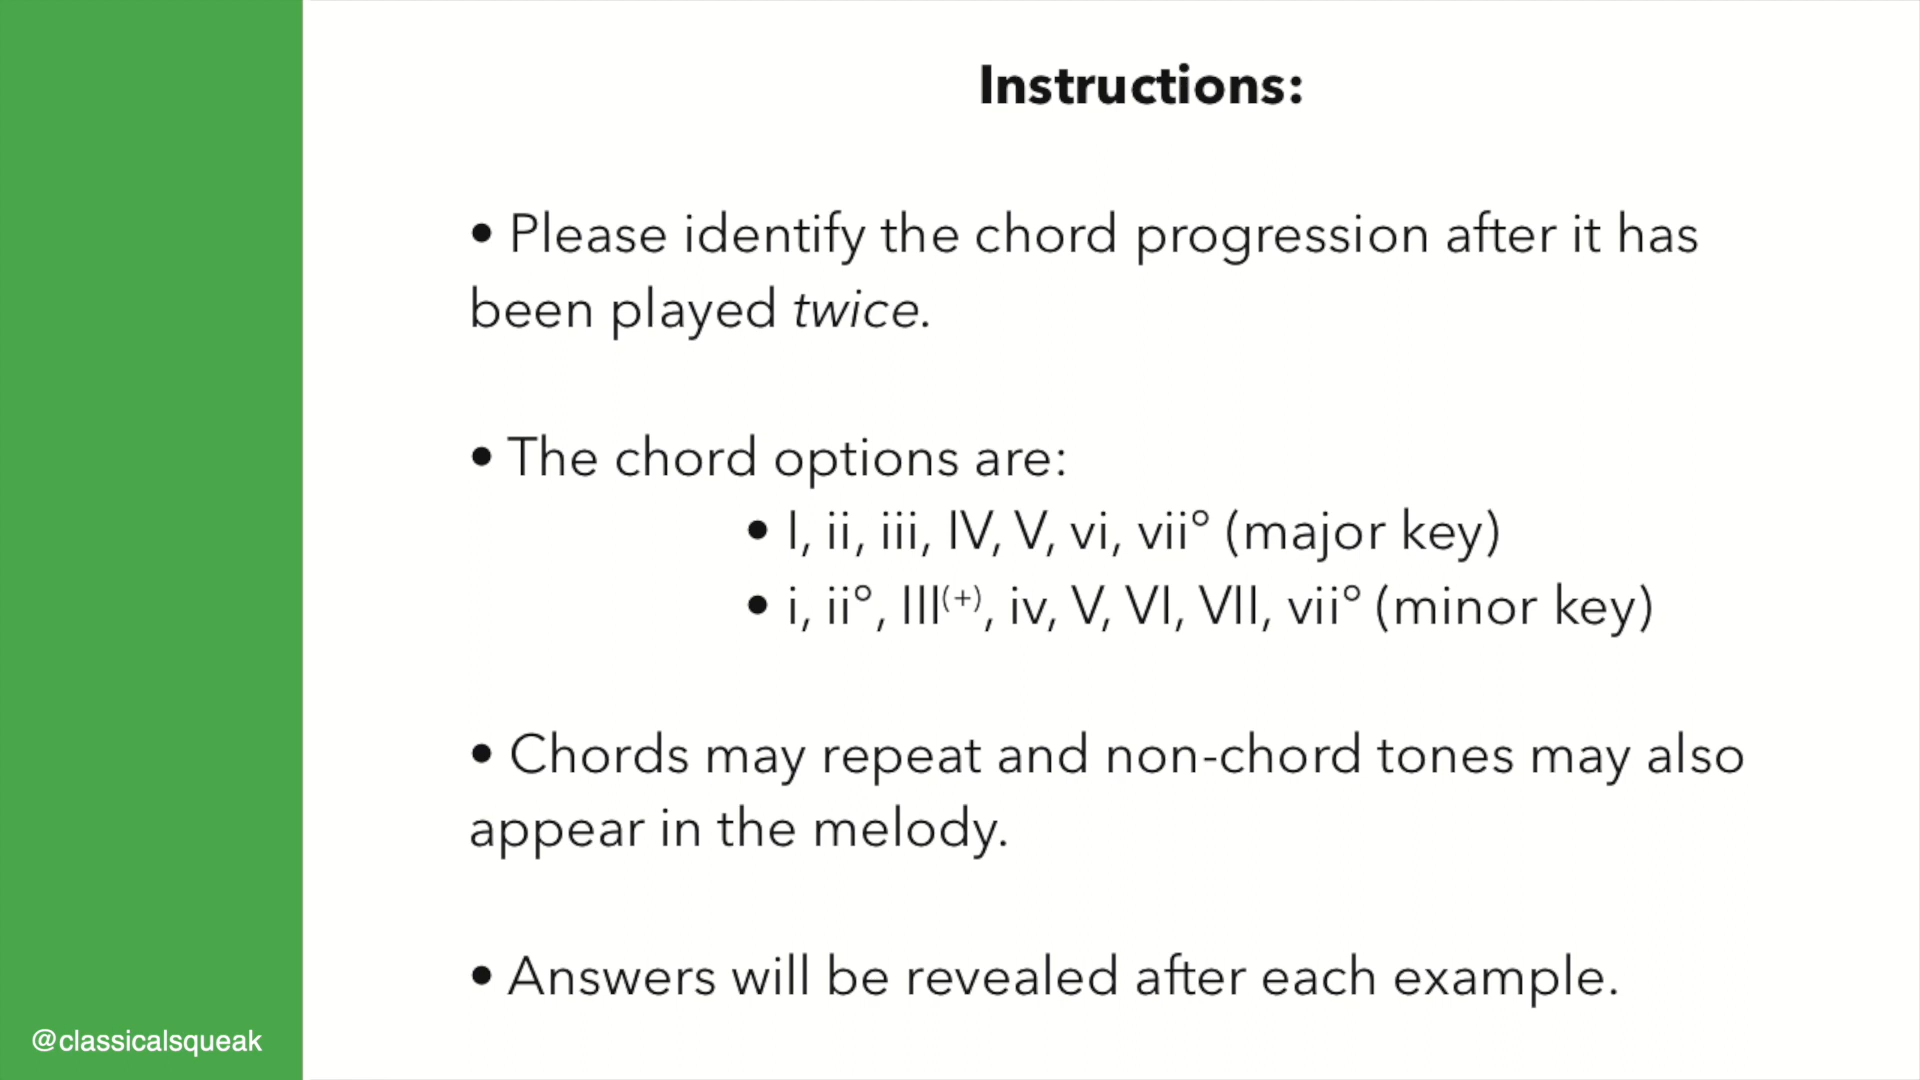 Instructions:
• Please identify the chord progression after it has
been played twice.
• The chord options are:
• I, ii, iii, IV, V, vi, vii° (major key)
• i, ii°, III(+), iv, V, VI, VII, vii° (minor key)
• Chords may repeat and non-chord tones may also
appear in the melody.
• Answers will be revealed after each example.
@classicalsqueak